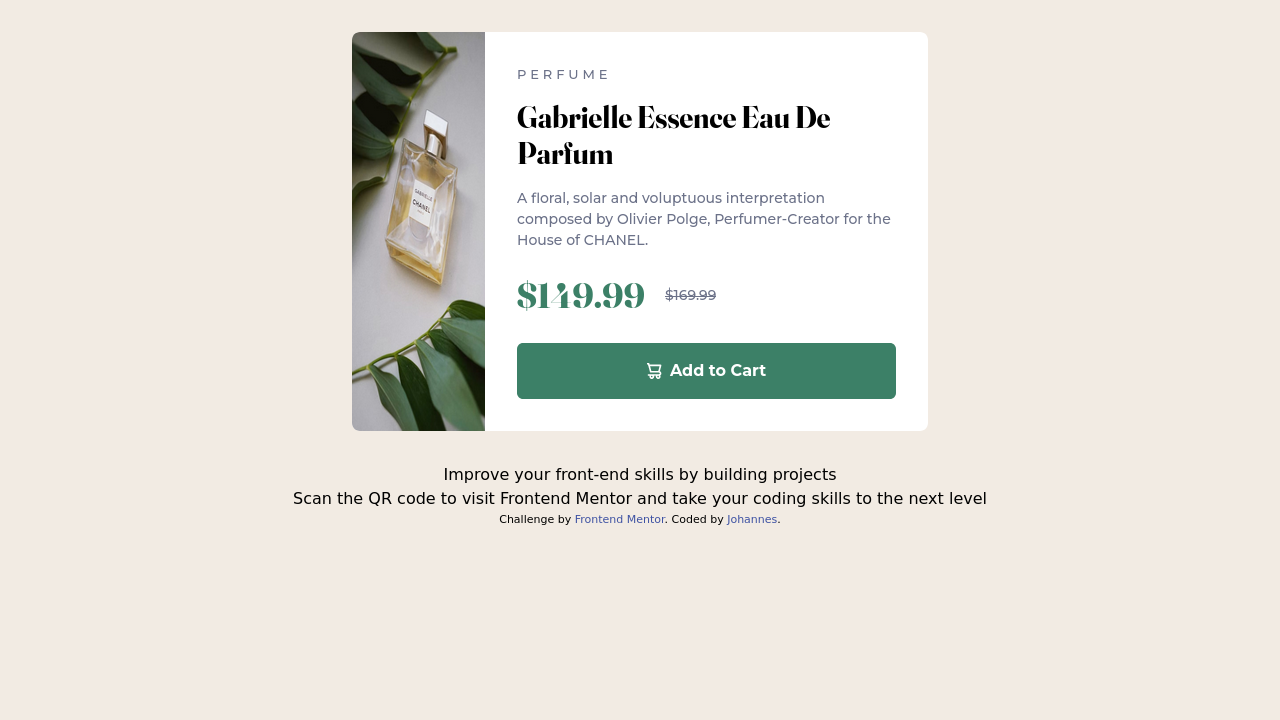 GABRIELLE
CHANEL
PERFUME
Gabrielle Essence Eau De
Parfum
A floral, solar and voluptuous interpretation
composed by Olivier Polge, Perfumer-Creator for the
House of CHANEL.
$149.99 $169.99
Add to Cart
Improve your front-end skills by building projects
Scan the QR code to visit Frontend Mentor and take your coding skills to the next level
Challenge by Frontend Mentor. Coded by Johannes.